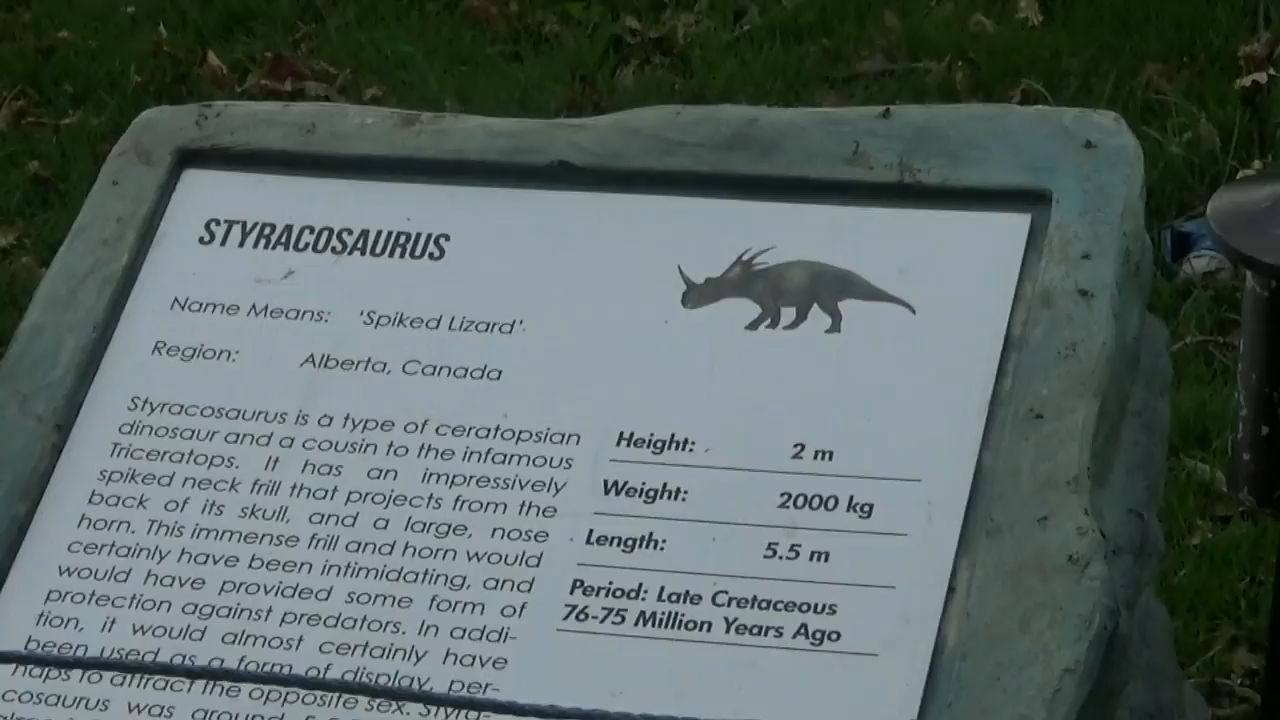 STYRACOSAURUS
Name Means: 'Spiked Lizard'
Region: Alberta, Canada
Styracosaurus is a type of ceratopsian
dinosaur and a cousin to the infamous
Triceratops. It has an impressively
spiked neck frill that projects from the
back of its skull, and a large, nose
horn. This immense frill and horn would
certainly have been intimidating, and
would have provided some form of
protection against predators. In addi-
tion, it would almost certainly have
been used as a form of display, per-
haps to attract the opposite sex. Styra-
cosaurus was around
Height: 2 m
Weight: 2000 kg
Length: 5.5 m
Period: Late Cretaceous
76-75 Million Years Ago